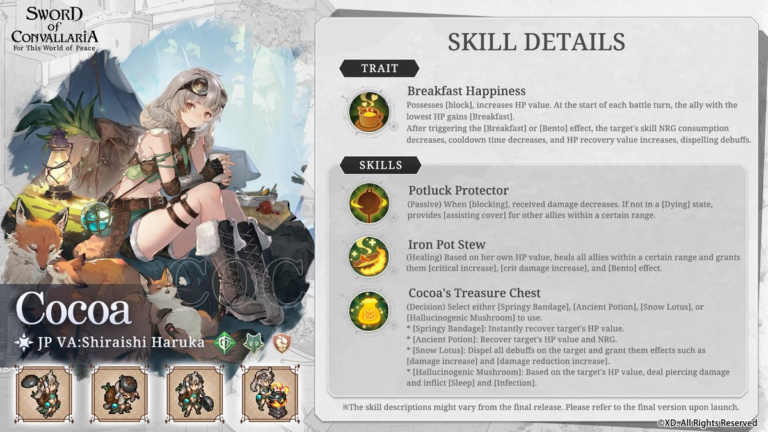 SWORD
of
CONVALLARIA
For This World of Peace
Cocoa
JP VA:Shiraishi Haruka
SKILL DETAILS
TRAIT
Breakfast Happiness
Possesses [block], increases HP value. At the start of each battle turn, the ally with the
lowest HP gains [Breakfast].
After triggering the [Breakfast] or [Bento] effect, the target's skill NRG consumption
decreases, cooldown time decreases, and HP recovery value increases, dispelling debuffs.
SKILLS
Potluck Protector
(Passive) When [blocking], received damage decreases. If not in a [Dying] state,
provides [assisting cover] for other allies within a certain range.
Iron Pot Stew
(Healing) Based on her own HP value, heals all allies within a certain range and grants
them [critical increase], [crit damage increase], and [Bento] effect.
Cocoa's Treasure Chest
(Decision) Select either [Springy Bandage], [Ancient Potion], [Snow Lotus], or
[Hallucinogenic Mushroom] to use.
* [Springy Bandage]: Instantly recover target's HP value.
* [Ancient Potion]: Recover target's HP value and NRG.
* [Snow Lotus]: Dispel all debuffs on the target and grant them effects such as
[damage increase] and [damage reduction increase].
* [Hallucinogenic Mushroom]: Based on the target's HP value, deal piercing damage
and inflict [Sleep] and [Infection].
※The skill descriptions might vary from the final release. Please refer to the final version upon launch.
©XD. All Rights Reserved